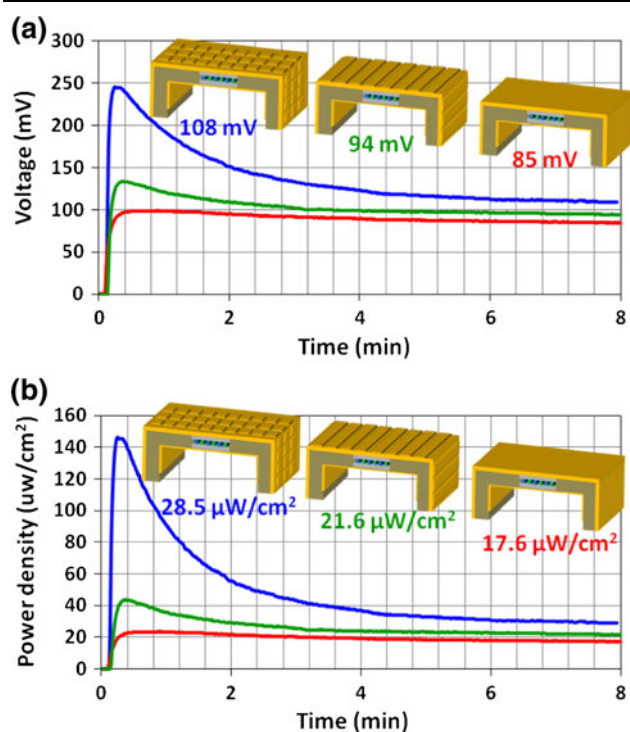 (a)
300
250
200
150
100
50
0
Voltage (mV)
108 mV
94 mV
85 mV
0 2 4 6 8
Time (min)
(b)
160
140
120
100
80
60
40
20
0
Power density (uw/cm²)
28.5 µW/cm²
21.6 µW/cm²
17.6 µW/cm²
0 2 4 6 8
Time (min)